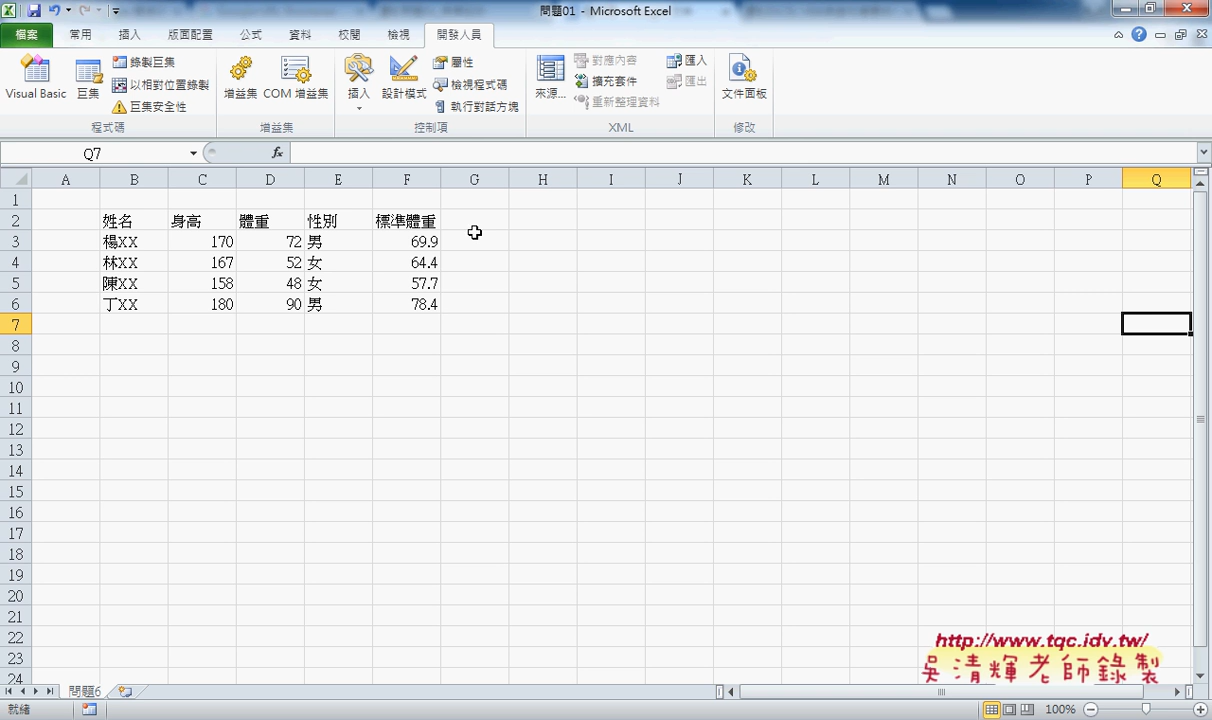 問題01 - Microsoft Excel
檔案 常用 插入 版面配置 公式 資料 校閱 檢視 開發人員
Visual Basic 巨集 錄製巨集 以相對位置錄製 巨集安全性 程式碼
增益集 COM 增益集 增益集
插入 設計模式 屬性 檢視程式碼 執行對話方塊 控制項
來源... 對應內容 擴充套件 重新整理資料 匯入 匯出 XML
文件面板 修改
Q7 fx
A B C D E F G H I J K L M N O P Q
1
2 姓名 身高 體重 性別 標準體重
3 楊XX 170 72 男 69.9
4 林XX 167 52 女 64.4
5 陳XX 158 48 女 57.7
6 丁XX 180 90 男 78.4
7
8
9
10
11
12
13
14
15
16
17
18
19
20
21
22
23
24
http://www.tqc.idv.tw/
吳清輝老師錄製
問題6
就緒 100%